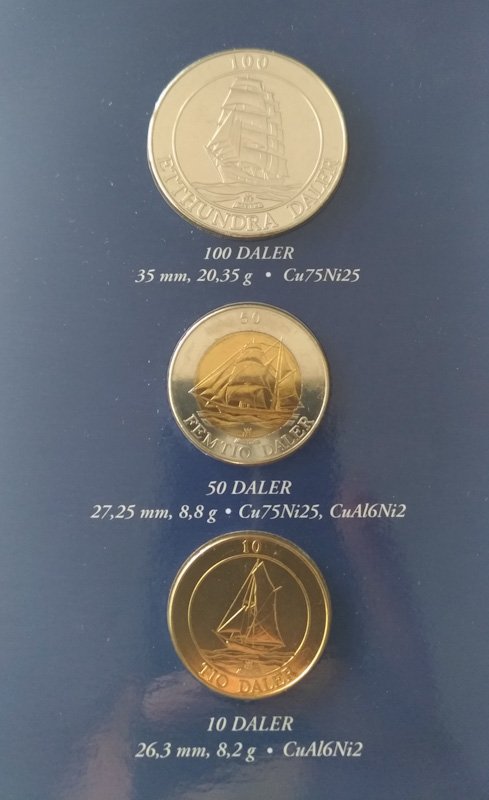 100
ETTHUNDRA DALER
100 DALER
35 mm, 20,35 g • Cu75Ni25
50
FEMTIO DALER
50 DALER
27,25 mm, 8,8 g • Cu75Ni25, CuAl6Ni2
10
TIO DALER
10 DALER
26,3 mm, 8,2 g • CuAl6Ni2